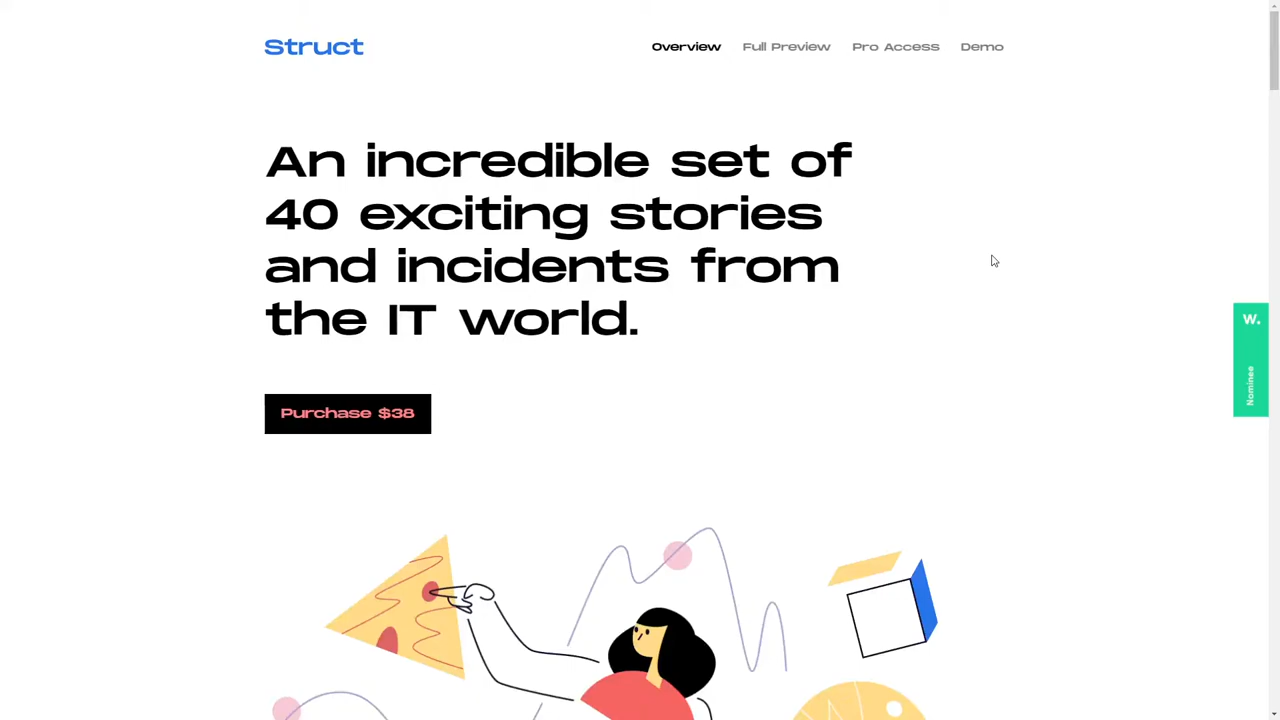 Struct
Overview
Full Preview
Pro Access
Demo
An incredible set of
40 exciting stories
and incidents from
the IT world.
Purchase $38
W.
Nominee